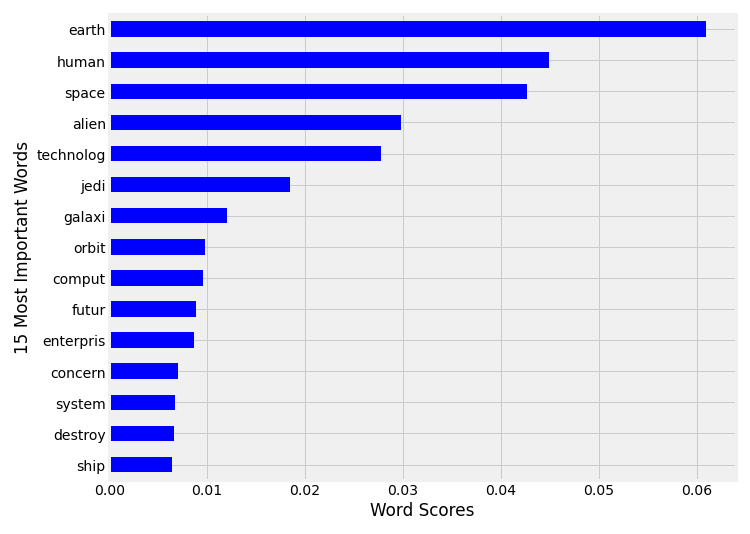 15 Most Important Words
earth
human
space
alien
technolog
jedi
galaxi
orbit
comput
futur
enterpris
concern
system
destroy
ship
0.00 0.01 0.02 0.03 0.04 0.05 0.06
Word Scores